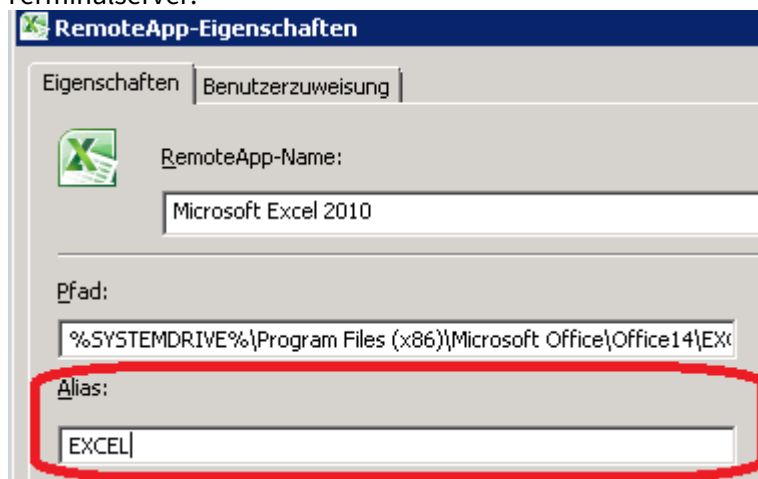 Terminalserver:
RemoteApp-Eigenschaften
Eigenschaften Benutzerzuweisung
RemoteApp-Name:
Microsoft Excel 2010
Pfad:
%SYSTEMDRIVE%\Program Files (x86)\Microsoft Office\Office14\EX
Alias:
EXCEL